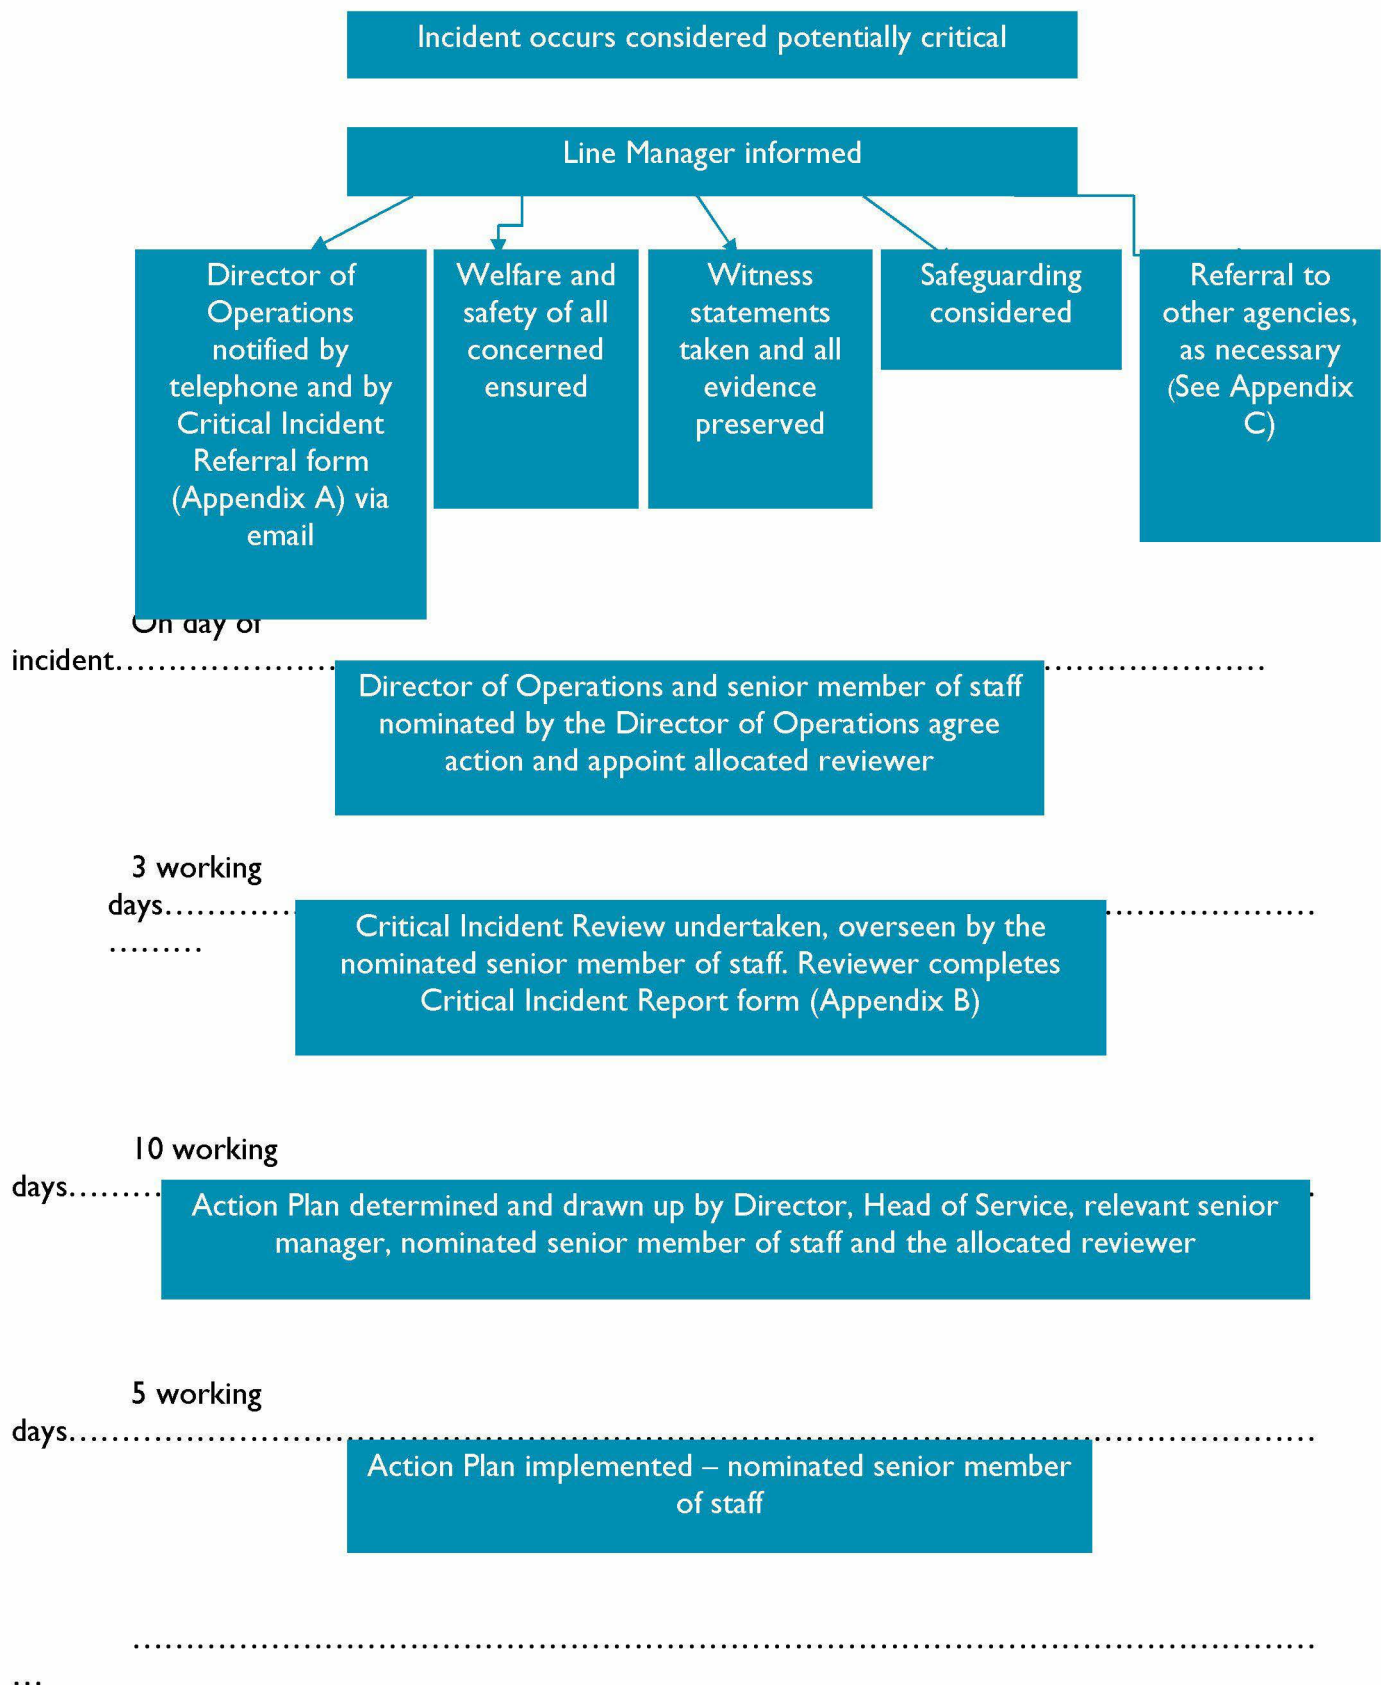 Incident occurs considered potentially critical
Line Manager informed
Director of
Operations
notified by
telephone and by
Critical Incident
Referral form
(Appendix A) via
email
Welfare and
safety of all
concerned
ensured
Witness
statements
taken and all
evidence
preserved
Safeguarding
considered
Referral to
other agencies,
as necessary
(See Appendix
C)
On day of
incident……………………………………………………………………
Director of Operations and senior member of staff
nominated by the Director of Operations agree
action and appoint allocated reviewer
3 working
days……………………………………………………………………
………
Critical Incident Review undertaken, overseen by the
nominated senior member of staff. Reviewer completes
Critical Incident Report form (Appendix B)
10 working
days……………………………………………………………………
Action Plan determined and drawn up by Director, Head of Service, relevant senior
manager, nominated senior member of staff and the allocated reviewer
5 working
days……………………………………………………………………
Action Plan implemented – nominated senior member
of staff
……………………………………………………………………
…